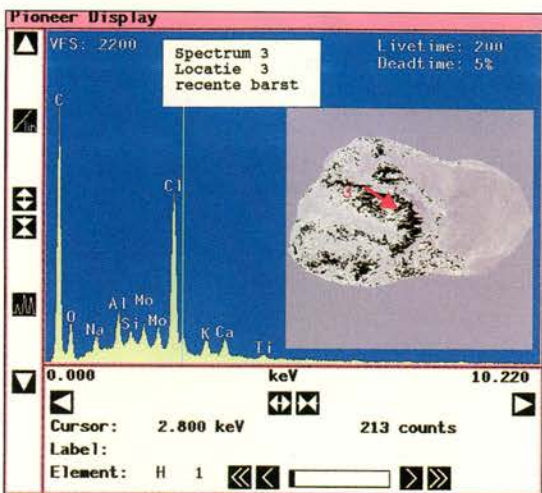 Pioneer Display
VFS: 2200
Spectrum 3
Locatie 3
recente barst
Livetime: 200
Deadtime: 5%
C
Cl
3
O
Na
Al
Si
Mo
Mo
K
Ca
Ti
0.000
keV
10.220
Cursor: 2.800 keV 213 counts
Label:
Element: H 1